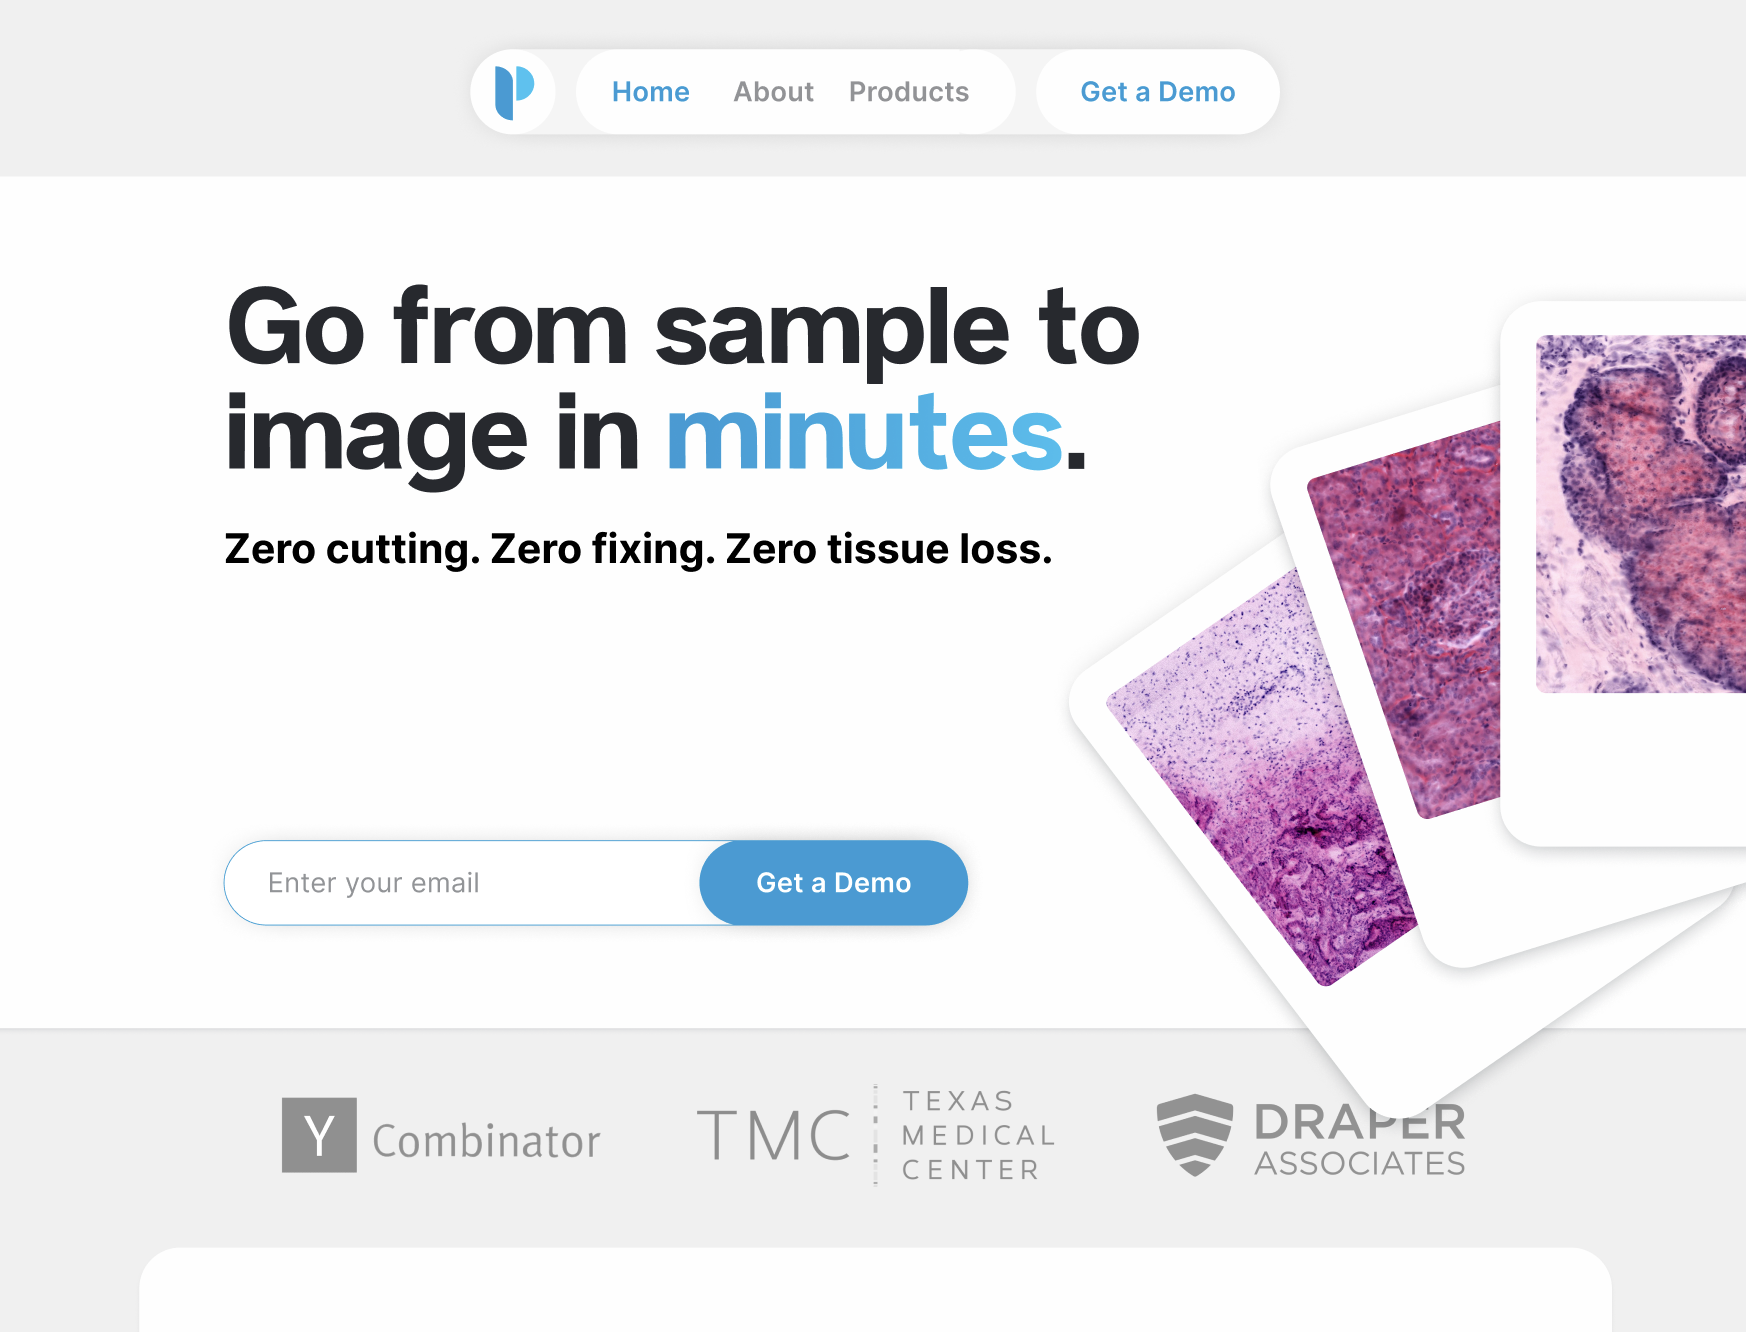 Home About Products Get a Demo
Go from sample to
image in minutes.
Zero cutting. Zero fixing. Zero tissue loss.
Enter your email Get a Demo
Y Combinator
TMC
TEXAS
MEDICAL
CENTER
DRAPER
ASSOCIATES